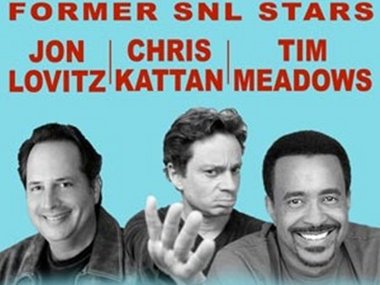 FORMER SNL STARS
JON | CHRIS | TIM
LOVITZ | KATTAN | MEADOWS